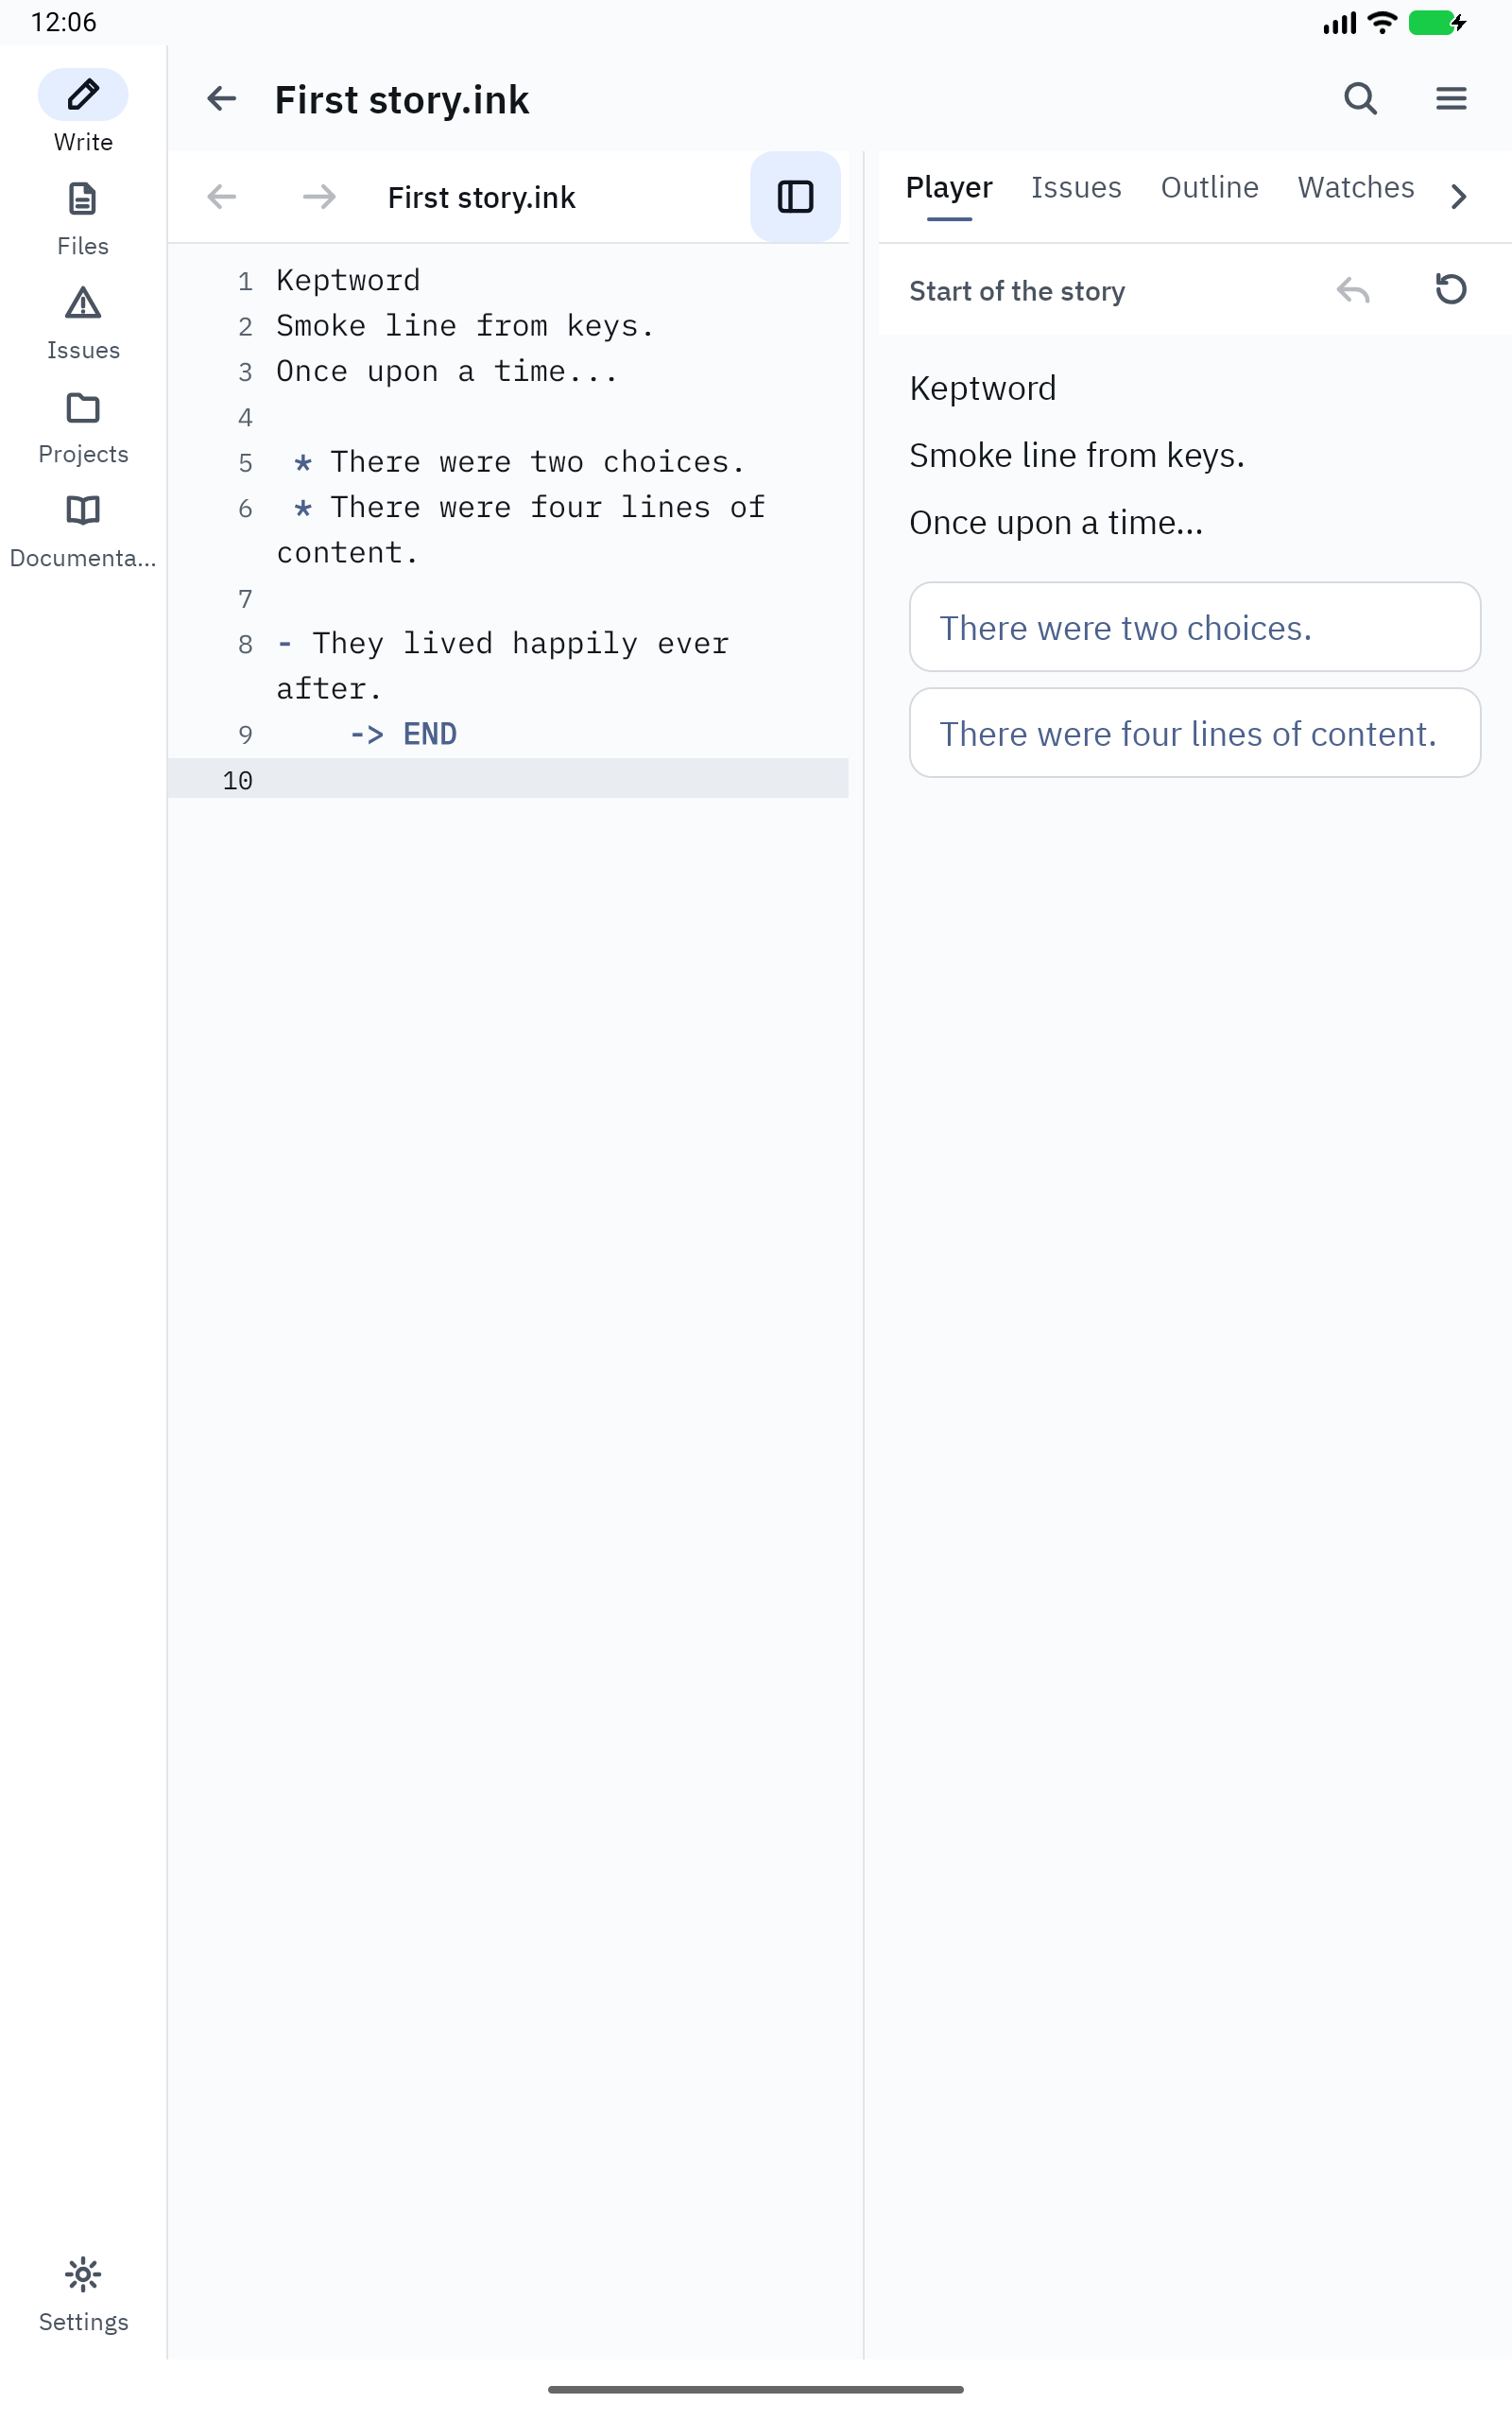 12:06
Write
Files
Issues
Projects
Documenta...
Settings
First story.ink
First story.ink
1 Keptword
2 Smoke line from keys.
3 Once upon a time...
4
5 * There were two choices.
6 * There were four lines of
content.
7
8 - They lived happily ever
after.
9 -> END
10
Player Issues Outline Watches
Start of the story
Keptword
Smoke line from keys.
Once upon a time...
There were two choices.
There were four lines of content.